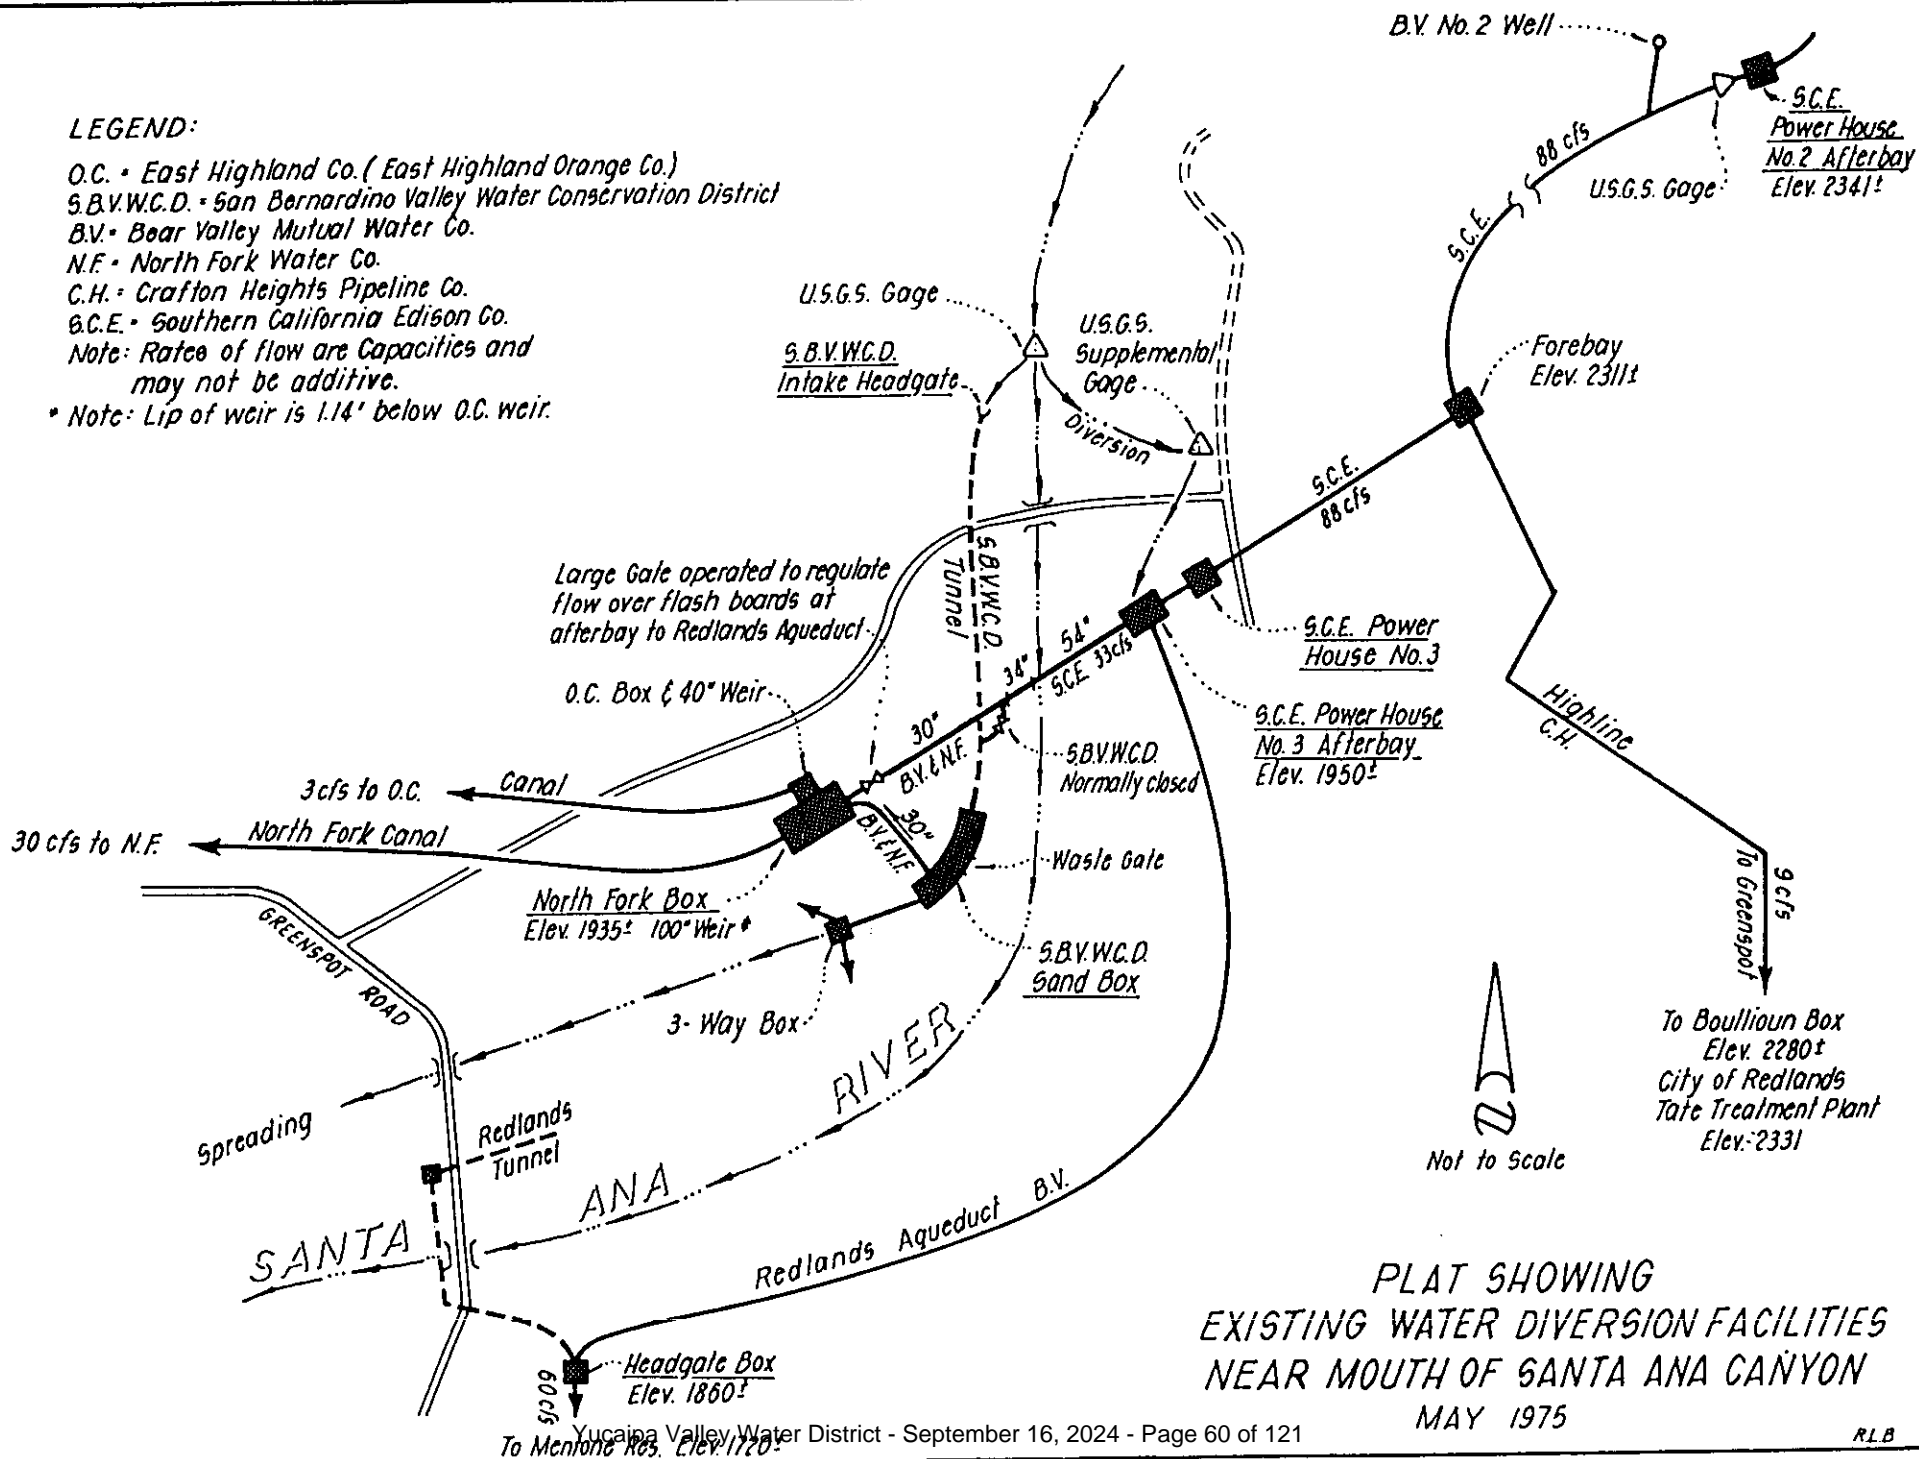 B.V. No. 2 Well
S.C.E.
Power House
No. 2 Afterbay
Elev. 2341±
88 cfs
U.S.G.S. Gage
S.C.E.
LEGEND:
O.C. = East Highland Co. ( East Highland Orange Co.)
S.B.V.W.C.D. = San Bernardino Valley Water Conservation District
B.V. = Bear Valley Mutual Water Co.
N.F. = North Fork Water Co.
C.H. = Crafton Heights Pipeline Co.
S.C.E. = Southern California Edison Co.
Note: Rates of flow are Capacities and
may not be additive.
* Note: Lip of weir is 1.14' below O.C. weir.
U.S.G.S. Gage
S.B.V.W.C.D.
Intake Headgate
U.S.G.S.
Supplemental
Gage
Diversion
Forebay
Elev. 2311±
S.C.E.
88 cfs
Large Gate operated to regulate
flow over flash boards at
afterbay to Redlands Aqueduct
S.B.V.W.C.D.
Tunnel
54"
34"
S.C.E. 33 cfs
S.C.E. Power
House No. 3
O.C. Box & 40" Weir
30"
B.V. & N.F.
S.B.V.W.C.D.
Normally closed
S.C.E. Power House
No. 3 Afterbay
Elev. 1950±
Highline
C.H.
3 cfs to O.C.
Canal
30 cfs to N.F.
North Fork Canal
30"
B.V. & N.F.
Waste Gate
9 cfs
To Greenspot
North Fork Box
Elev. 1935± 100" Weir *
GREENSPOT ROAD
S.B.V.W.C.D.
Sand Box
3-Way Box
To Boullioun Box
Elev. 2280±
City of Redlands
Tate Treatment Plant
Elev. 2331
Not to Scale
Spreading
Redlands
Tunnel
SANTA ANA RIVER
Redlands Aqueduct B.V.
Headgate Box
Elev. 1860±
60 cfs
To Mentone Res. Elev. 1720±
PLAT SHOWING
EXISTING WATER DIVERSION FACILITIES
NEAR MOUTH OF SANTA ANA CANYON
MAY 1975
R.L.B
Yucaipa Valley Water District - September 16, 2024 - Page 60 of 121